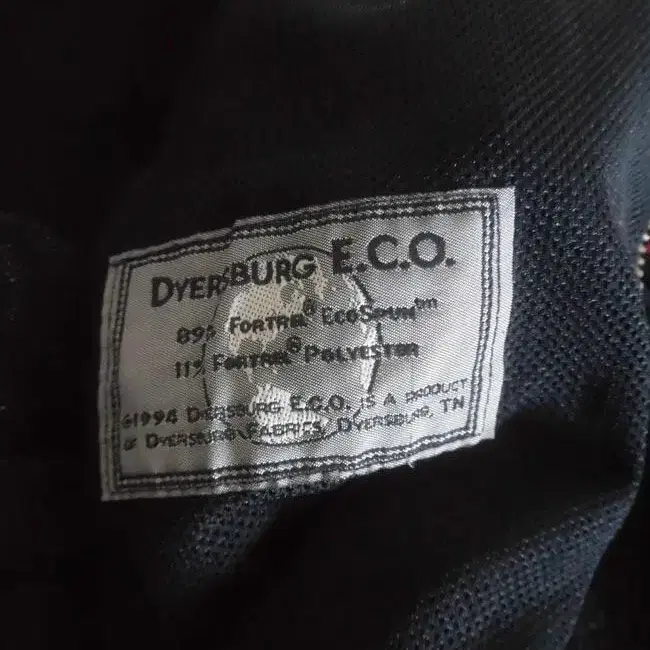 DYERSBURG E.C.O.
89% FORTREL® ECOSPUN™
11% FORTREL® POLYESTER
©1994 DYERSBURG E.C.O. IS A PRODUCT
OF DYERSBURG FABRICS, DYERSBURG, TN